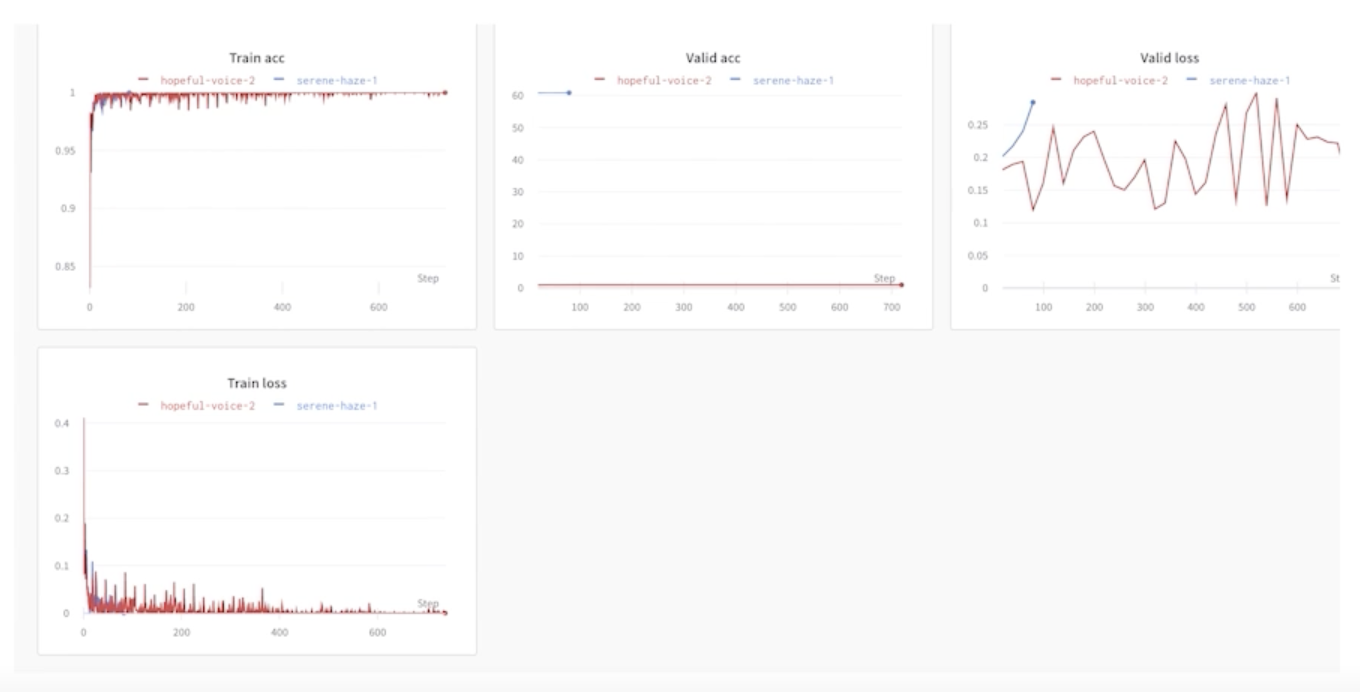 Train acc
hopeful-voice-2 serene-haze-1
1
0.95
0.9
0.85
Step
0 200 400 600
Valid acc
hopeful-voice-2 serene-haze-1
60
50
40
30
20
10
0
Step
100 200 300 400 500 600 700
Valid loss
hopeful-voice-2 serene-haze-1
0.25
0.2
0.15
0.1
0.05
0
St
100 200 300 400 500 600
Train loss
hopeful-voice-2 serene-haze-1
0.4
0.3
0.2
0.1
0
Step
0 200 400 600